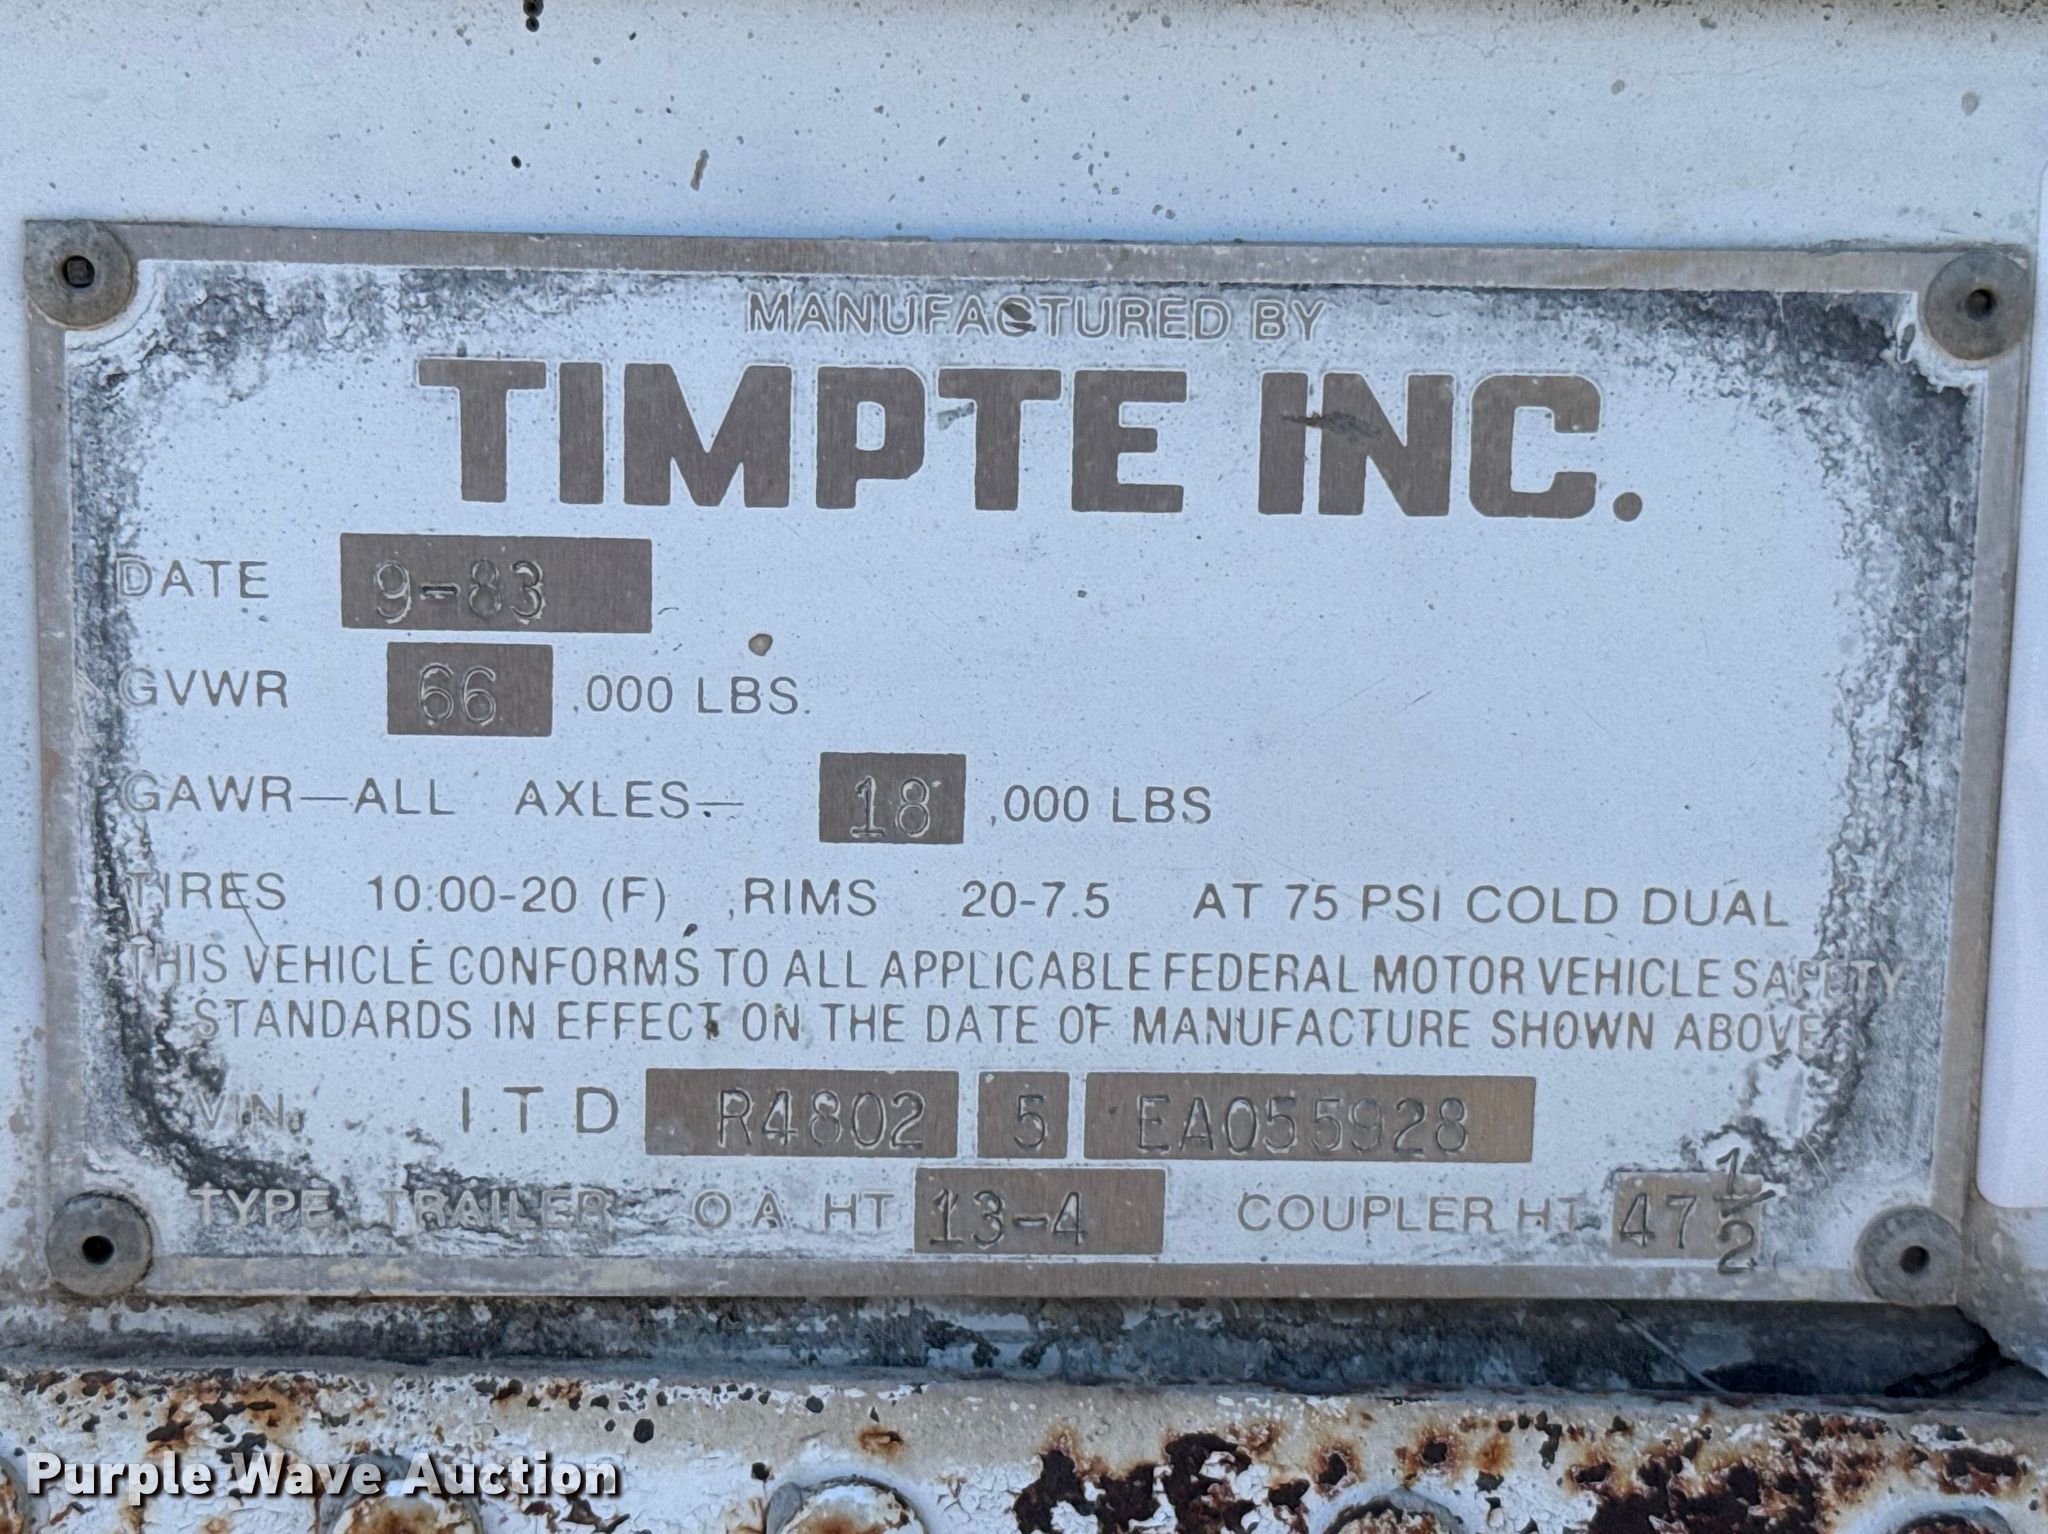 MANUFACTURED BY
TIMPTE INC.
DATE 9-83
GVWR 66 ,000 LBS.
GAWR—ALL AXLES— 18 ,000 LBS
TIRES 10:00-20 (F) ,RIMS 20-7.5 AT 75 PSI COLD DUAL
THIS VEHICLE CONFORMS TO ALL APPLICABLE FEDERAL MOTOR VEHICLE SAFETY
STANDARDS IN EFFECT ON THE DATE OF MANUFACTURE SHOWN ABOVE
VIN. ITD R4802 5 EA055928
TYPE TRAILER O.A. HT 13-4 COUPLER HT. 47 1/2
Purple Wave Auction